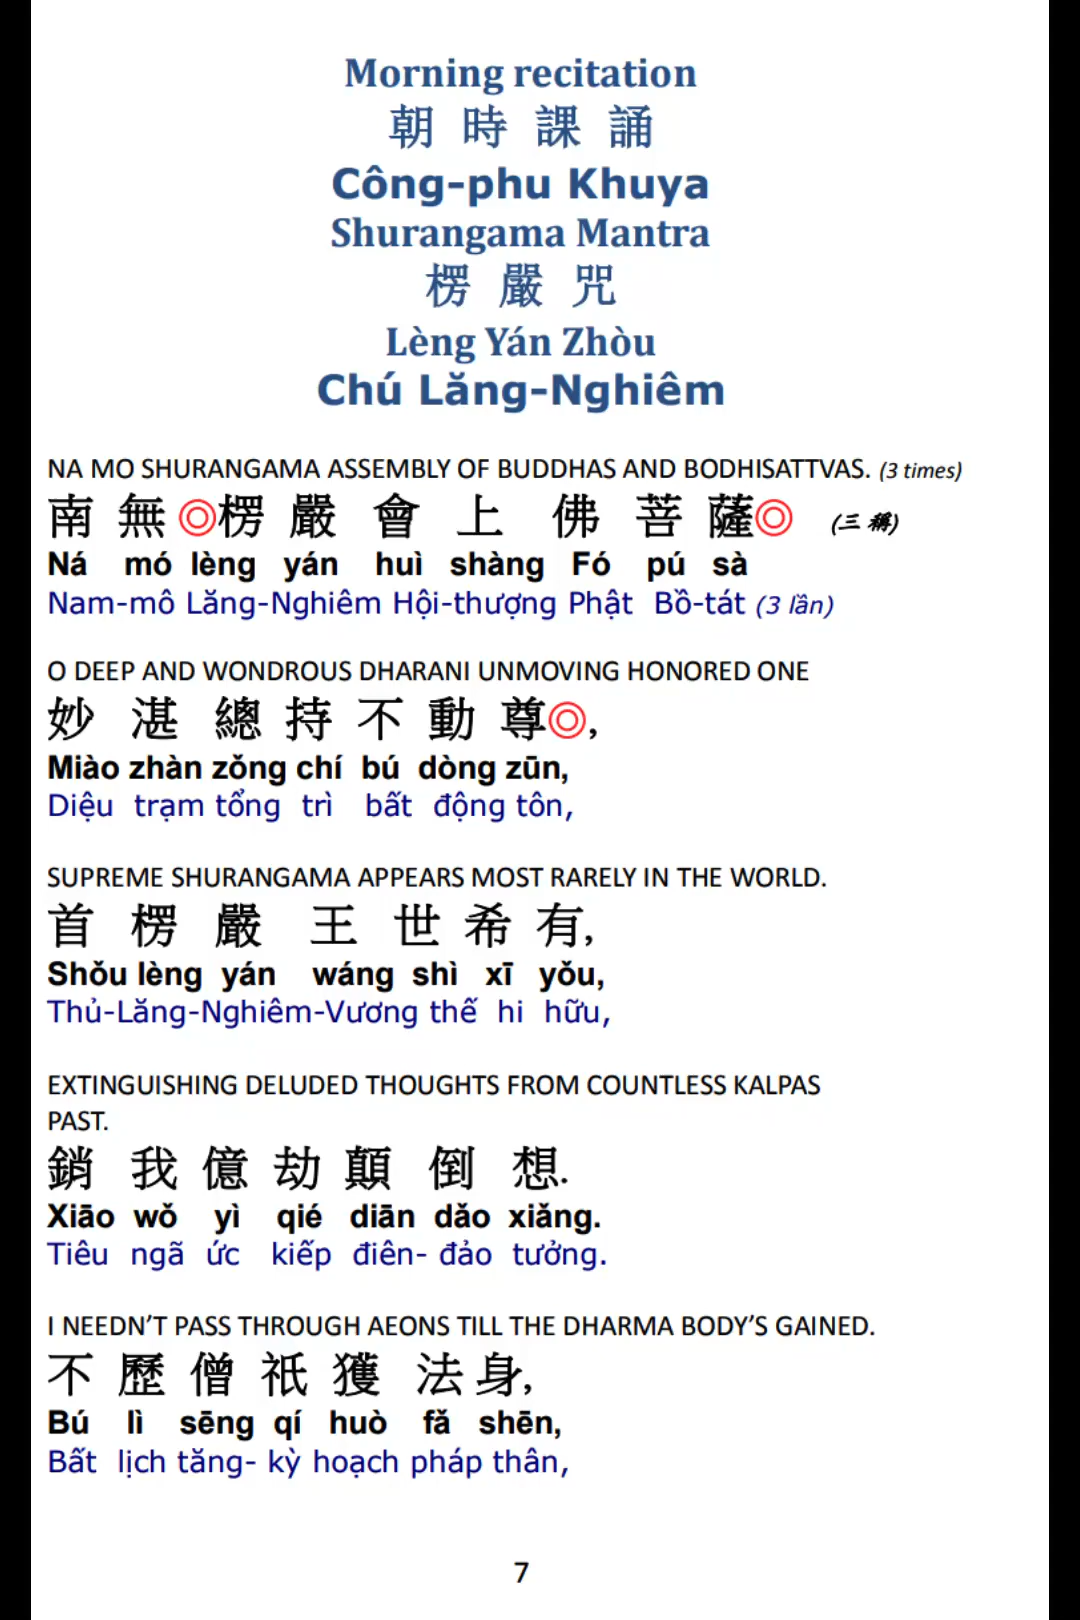 Morning recitation
朝時課誦
Công-phu Khuya
Shurangama Mantra
楞嚴咒
Lèng Yán Zhòu
Chú Lăng-Nghiêm
NA MO SHURANGAMA ASSEMBLY OF BUDDHAS AND BODHISATTVAS. (3 times)
南無◎楞嚴會上佛菩薩◎ (三稱)
Ná mó lèng yán huì shàng Fó pú sà
Nam-mô Lăng-Nghiêm Hội-thượng Phật Bồ-tát (3 lần)
O DEEP AND WONDROUS DHARANI UNMOVING HONORED ONE
妙湛總持不動尊◎,
Miào zhàn zǒng chí bú dòng zūn,
Diệu trạm tổng trì bất động tôn,
SUPREME SHURANGAMA APPEARS MOST RARELY IN THE WORLD.
首楞嚴王世希有,
Shǒu lèng yán wáng shì xī yǒu,
Thủ-Lăng-Nghiêm-Vương thế hi hữu,
EXTINGUISHING DELUDED THOUGHTS FROM COUNTLESS KALPAS
PAST.
銷我億劫顛倒想.
Xiāo wǒ yì qié diān dǎo xiǎng.
Tiêu ngã ức kiếp điên- đảo tưởng.
I NEEDN'T PASS THROUGH AEONS TILL THE DHARMA BODY'S GAINED.
不歷僧祇獲法身,
Bú lì sēng qí huò fǎ shēn,
Bất lịch tăng- kỳ hoạch pháp thân,
7